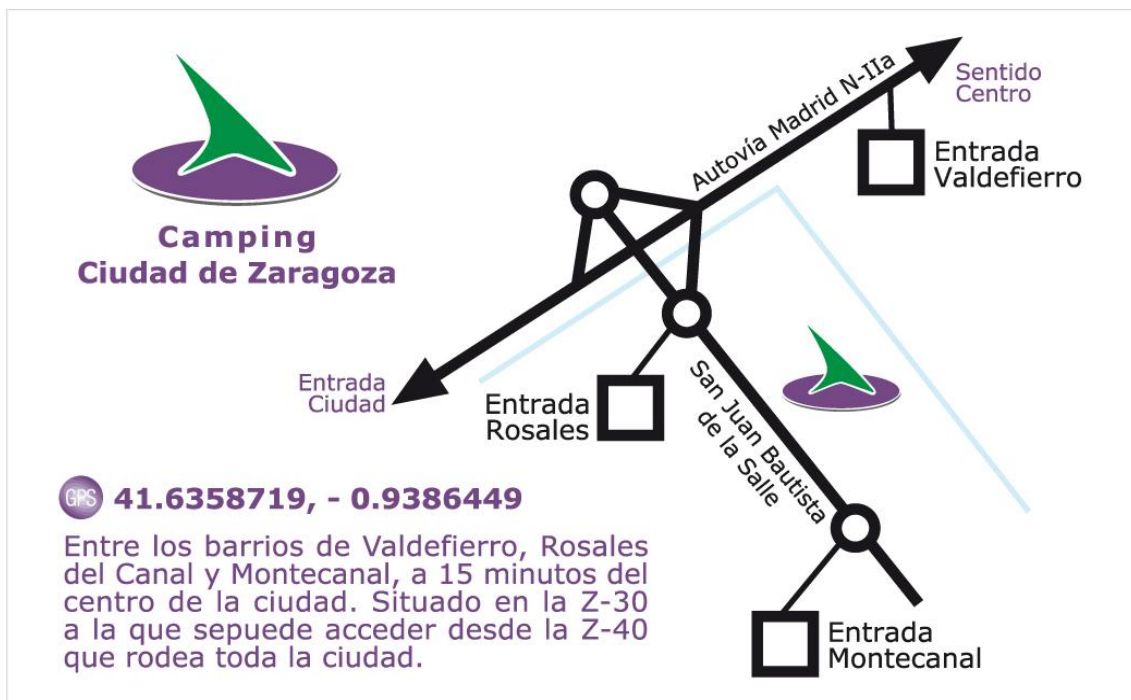 Camping
Ciudad de Zaragoza
Autovía Madrid N-IIa
Sentido
Centro
Entrada
Valdefierro
Entrada
Ciudad
Entrada
Rosales
San Juan Bautista
de la Salle
GPS 41.6358719, - 0.9386449
Entre los barrios de Valdefierro, Rosales
del Canal y Montecanal, a 15 minutos del
centro de la ciudad. Situado en la Z-30
a la que sepuede acceder desde la Z-40
que rodea toda la ciudad.
Entrada
Montecanal